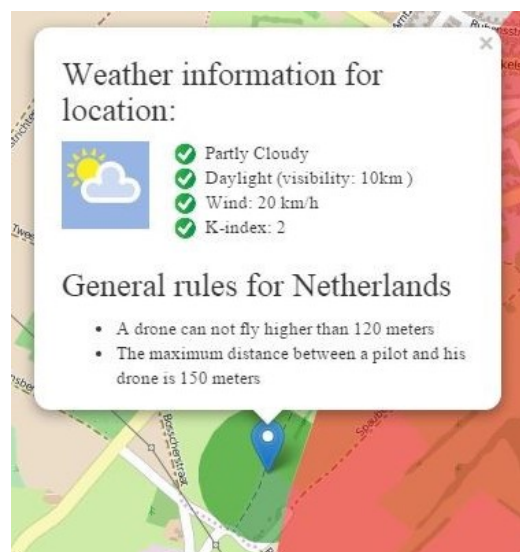 ×
Weather information for
location:
Partly Cloudy
Daylight (visibility: 10km )
Wind: 20 km/h
K-index: 2
General rules for Netherlands
• A drone can not fly higher than 120 meters
• The maximum distance between a pilot and his
drone is 150 meters
Bosscherstraat